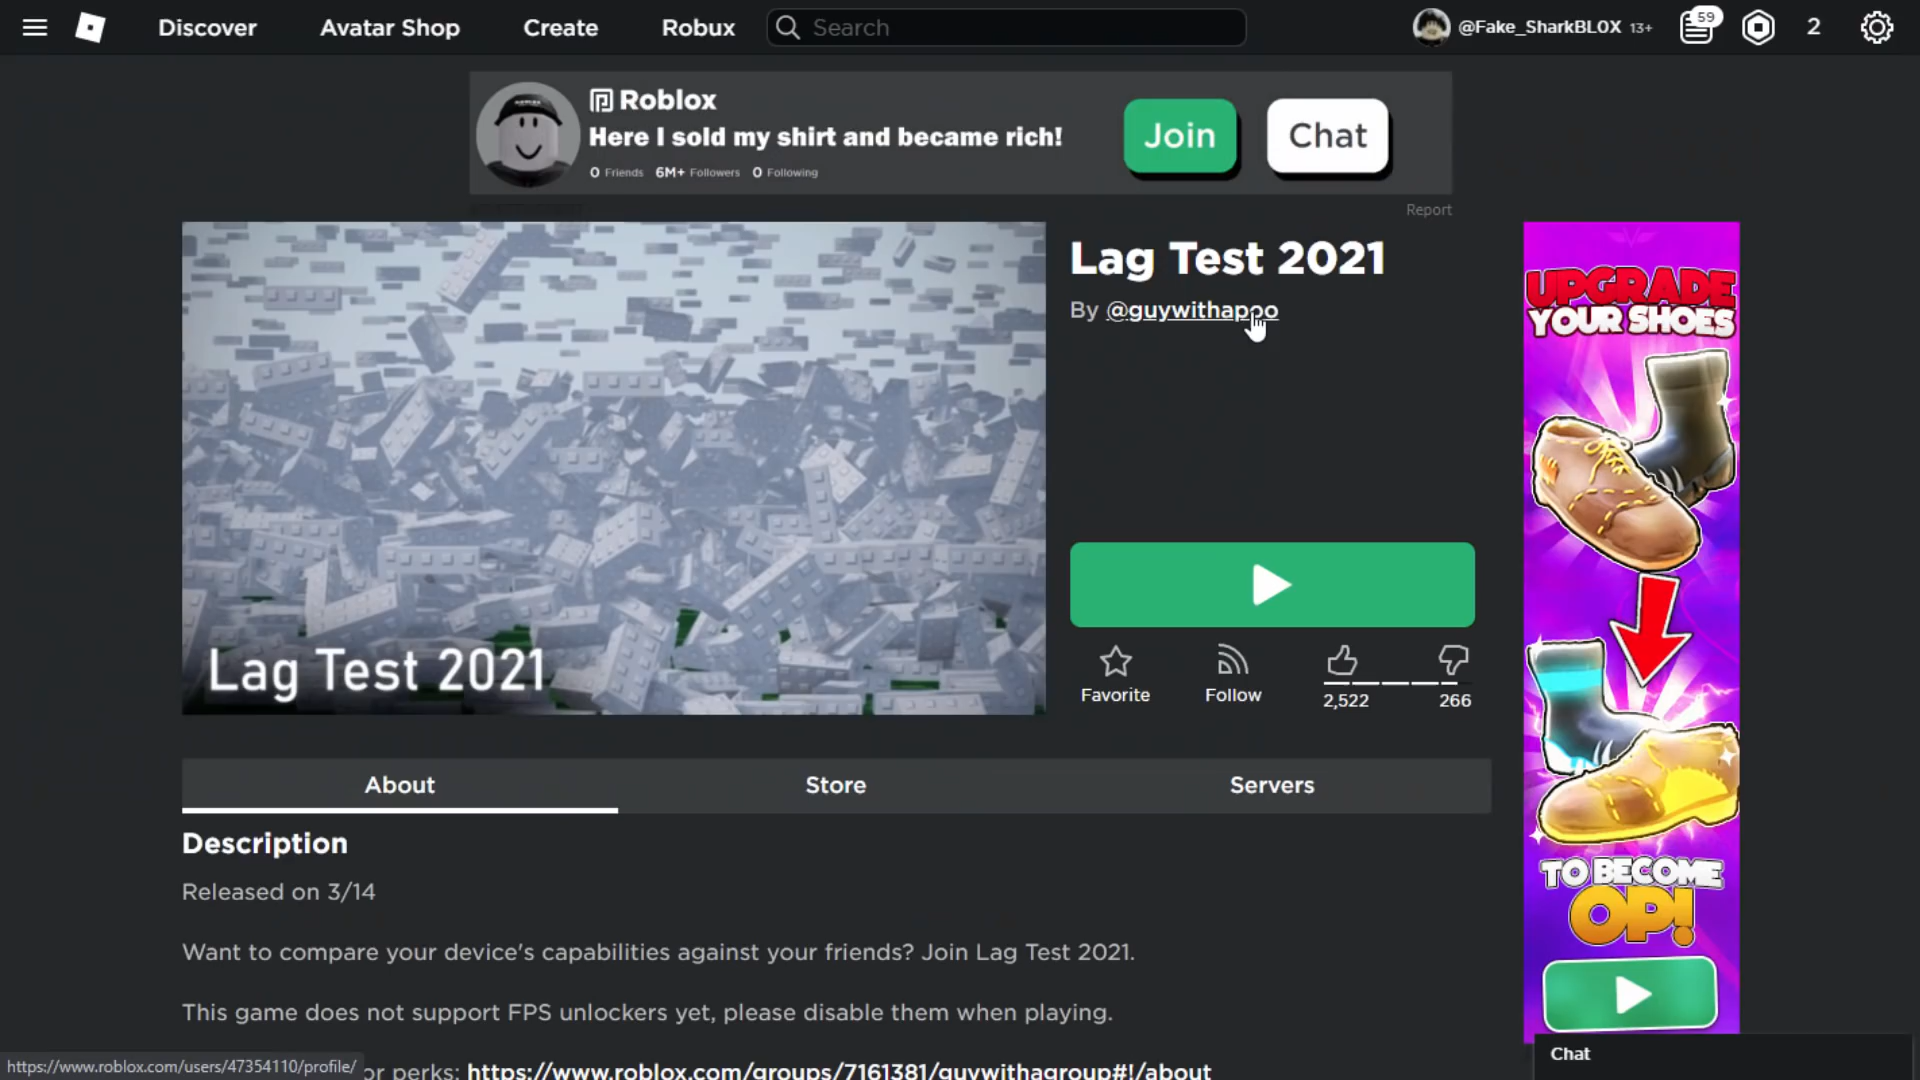 Discover Avatar Shop Create Robux Search @Fake_SharkBLOX 13+ 59 2
Roblox
Here I sold my shirt and became rich!
0 Friends 6M+ Followers 0 Following
Join Chat
Report
Lag Test 2021
By @guywithapoo
Lag Test 2021
Favorite Follow 2,522 266
UPGRADE
YOUR SHOES
TO BECOME
OP!
About Store Servers
Description
Released on 3/14
Want to compare your device's capabilities against your friends? Join Lag Test 2021.
This game does not support FPS unlockers yet, please disable them when playing.
or perks: https://www.roblox.com/groups/7161381/guywithagroup#!/about
https://www.roblox.com/users/47354110/profile/
Chat